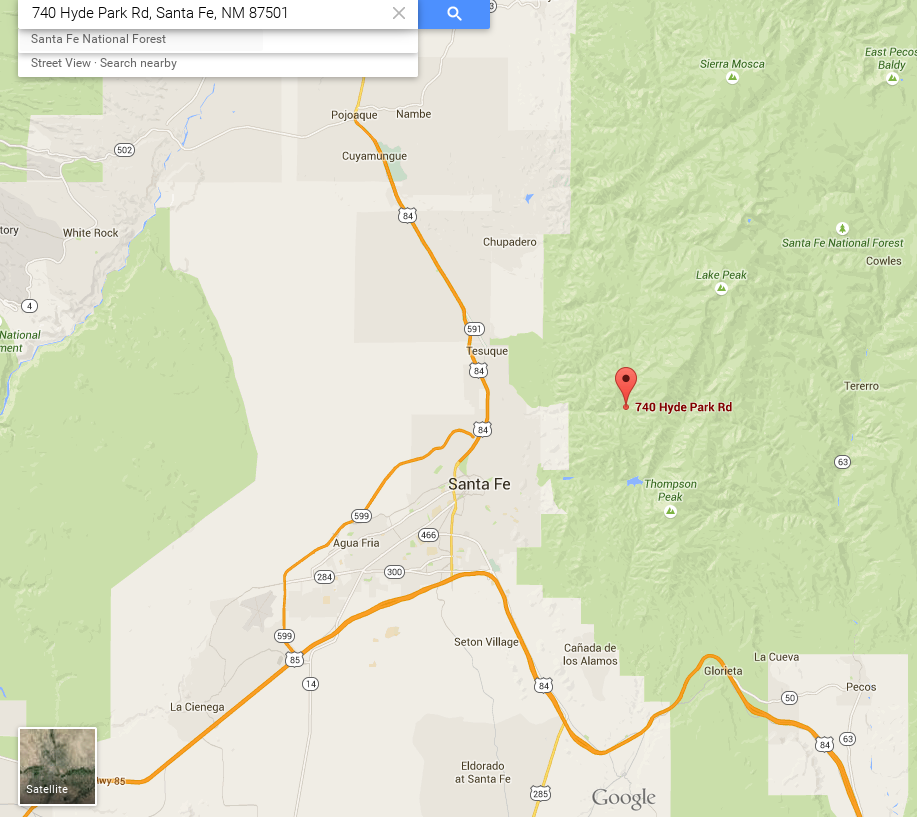 740 Hyde Park Rd, Santa Fe, NM 87501
Santa Fe National Forest
Street View · Search nearby
Sierra Mosca
East Pecos
Baldy
Pojoaque
Nambe
502
Cuyamungue
84
tory
White Rock
Chupadero
Santa Fe National Forest
Cowles
Lake Peak
4
National
ment
591
Tesuque
84
740 Hyde Park Rd
Tererro
84
63
Santa Fe
Thompson
Peak
599
466
Agua Fria
284
300
599
85
Seton Village
Cañada de
los Alamos
14
84
La Cueva
Glorieta
50
Pecos
La Cienega
84
63
Eldorado
at Santa Fe
wy 85
285
Satellite
Google